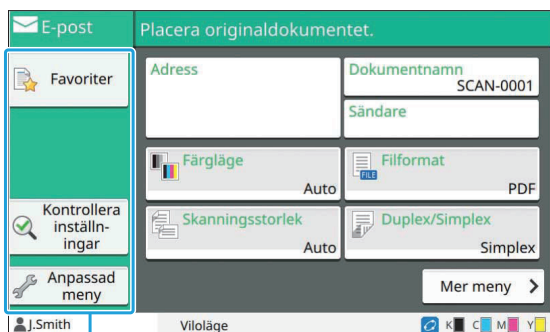 E-post
Placera originaldokumentet.
Favoriter
Kontrollera
inställn-
ingar
Anpassad
meny
Adress
Dokumentnamn
SCAN-0001
Sändare
Färgläge
Auto
FILE
Filformat
PDF
Skanningsstorlek
Auto
Duplex/Simplex
Simplex
Mer meny
J.Smith
Viloläge
K C M Y